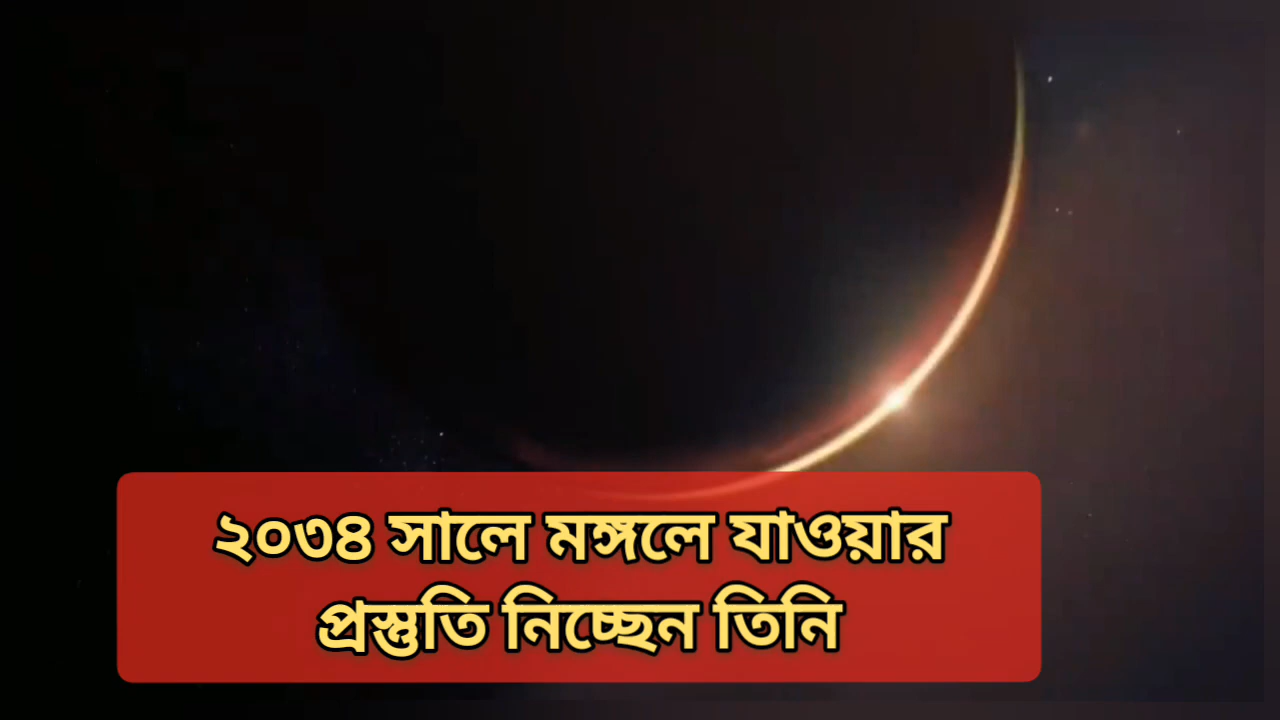 ২০৩৪ সালে মঙ্গলে যাওয়ার
প্রস্তুতি নিচ্ছেন তিনি